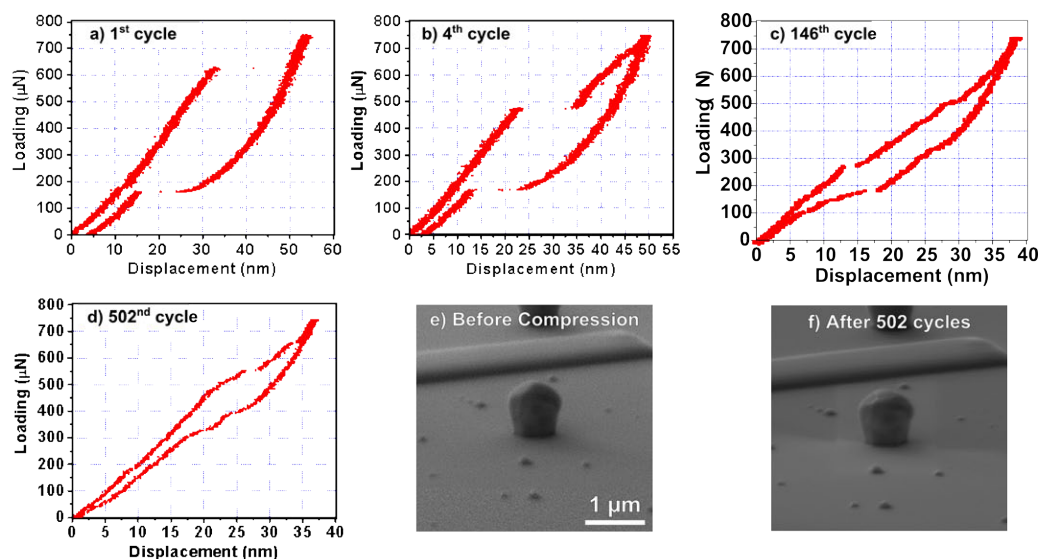 a) 1st cycle
800
700
600
500
400
300
200
100
0
Loading (μN)
0 10 20 30 40 50 60
Displacement (nm)
b) 4th cycle
800
700
600
500
400
300
200
100
0
Loading (μN)
0 5 10 15 20 25 30 35 40 45 50 55
Displacement (nm)
c) 146th cycle
800
700
600
500
400
300
200
100
0
Loading( N)
0 5 10 15 20 25 30 35 40
Displacement (nm)
d) 502nd cycle
800
700
600
500
400
300
200
100
0
Loading (μN)
0 5 10 15 20 25 30 35 40
Displacement (nm)
e) Before Compression
1 μm
f) After 502 cycles